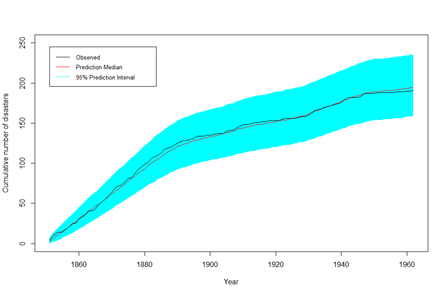 Observed
Prediction Median
95% Prediction Interval
Cumulative number of disasters
250
200
150
100
50
0
1860 1880 1900 1920 1940 1960
Year